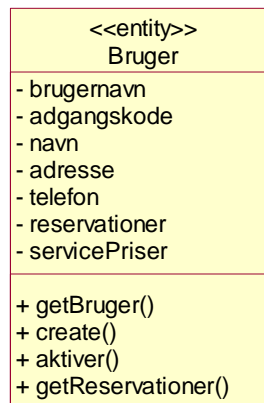 <<entity>>
Bruger
- brugernavn
- adgangskode
- navn
- adresse
- telefon
- reservationer
- servicePriser
+ getBruger()
+ create()
+ aktiver()
+ getReservationer()